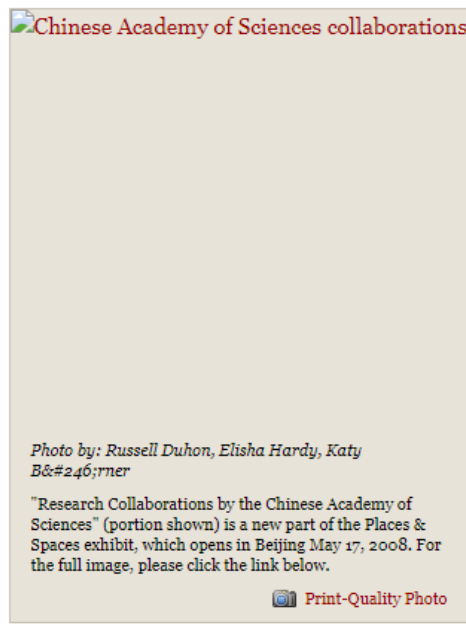 Chinese Academy of Sciences collaborations
Photo by: Russell Duhon, Elisha Hardy, Katy
B&#246;rner
"Research Collaborations by the Chinese Academy of
Sciences" (portion shown) is a new part of the Places &
Spaces exhibit, which opens in Beijing May 17, 2008. For
the full image, please click the link below.
Print-Quality Photo